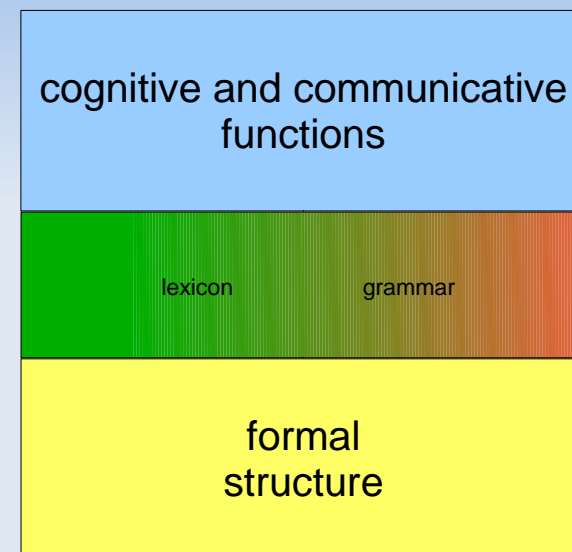 cognitive and communicative
functions
lexicon grammar
formal
structure